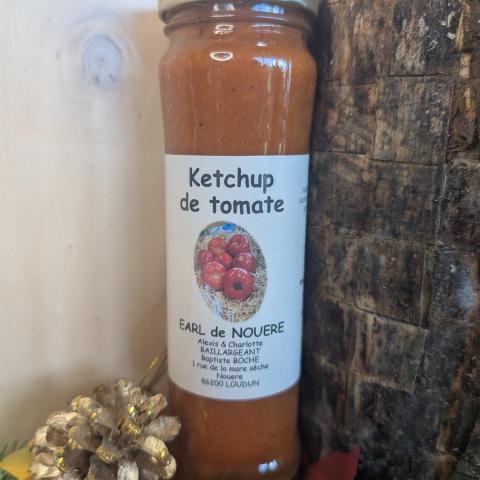 Ketchup
de tomate
EARL de NOUERE
Alexis & Charlotte
BAILLARGEANT
Baptiste BOCHE
1 rue de la mare sèche
Nouere
86200 LOUDUN